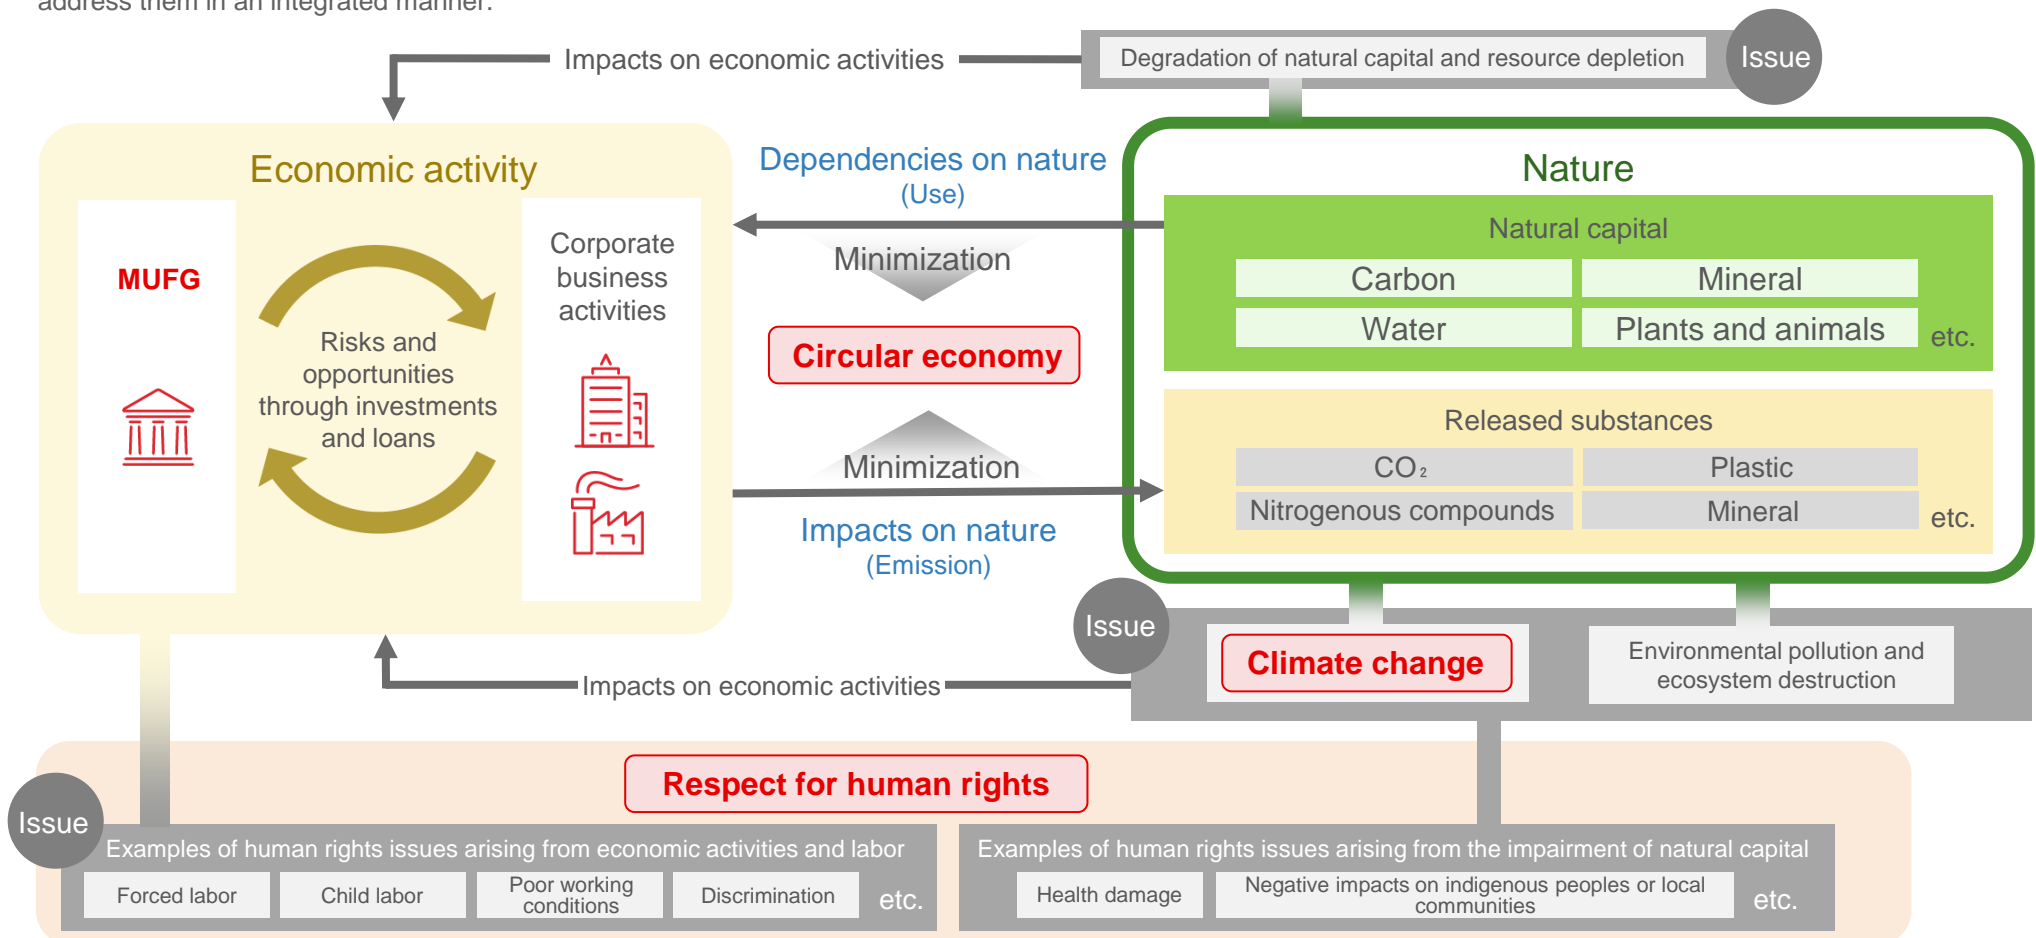 address them in an integrated manner.
Impacts on economic activities
Degradation of natural capital and resource depletion
Issue
Economic activity
MUFG
Risks and
opportunities
through investments
and loans
Corporate
business
activities
Dependencies on nature
(Use)
Minimization
Circular economy
Minimization
Impacts on nature
(Emission)
Nature
Natural capital
Carbon
Mineral
Water
Plants and animals
etc.
Released substances
CO₂
Plastic
Nitrogenous compounds
Mineral
etc.
Issue
Climate change
Environmental pollution and
ecosystem destruction
Impacts on economic activities
Respect for human rights
Issue
Examples of human rights issues arising from economic activities and labor
Forced labor
Child labor
Poor working
conditions
Discrimination
etc.
Examples of human rights issues arising from the impairment of natural capital
Health damage
Negative impacts on indigenous peoples or local
communities
etc.